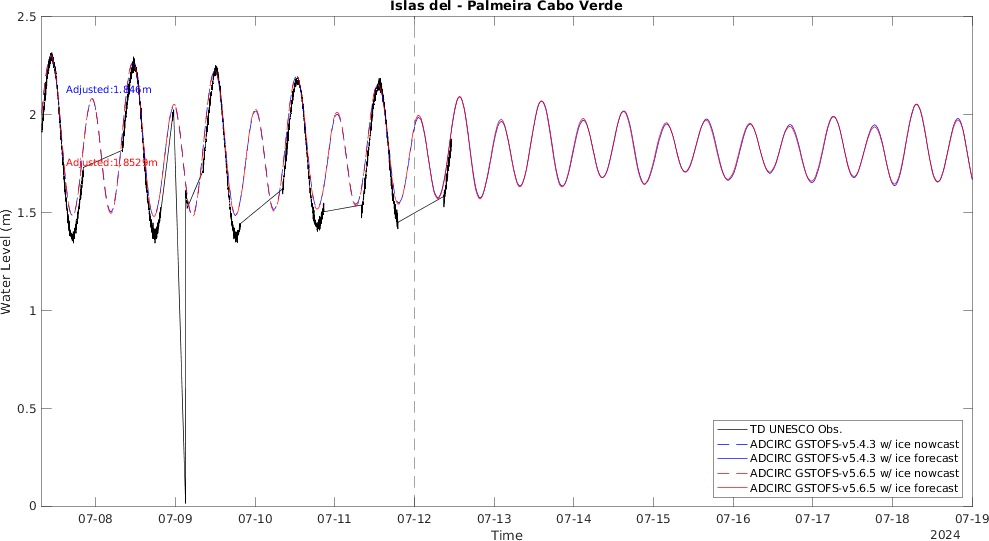 Islas del - Palmeira Cabo Verde
2.5
2
1.5
1
0.5
0
Water Level (m)
Adjusted:1.846m
Adjusted:1.8529m
TD UNESCO Obs.
ADCIRC GSTOFS-v5.4.3 w/ ice nowcast
ADCIRC GSTOFS-v5.4.3 w/ ice forecast
ADCIRC GSTOFS-v5.6.5 w/ ice nowcast
ADCIRC GSTOFS-v5.6.5 w/ ice forecast
07-08 07-09 07-10 07-11 07-12 07-13 07-14 07-15 07-16 07-17 07-18 07-19
Time
2024